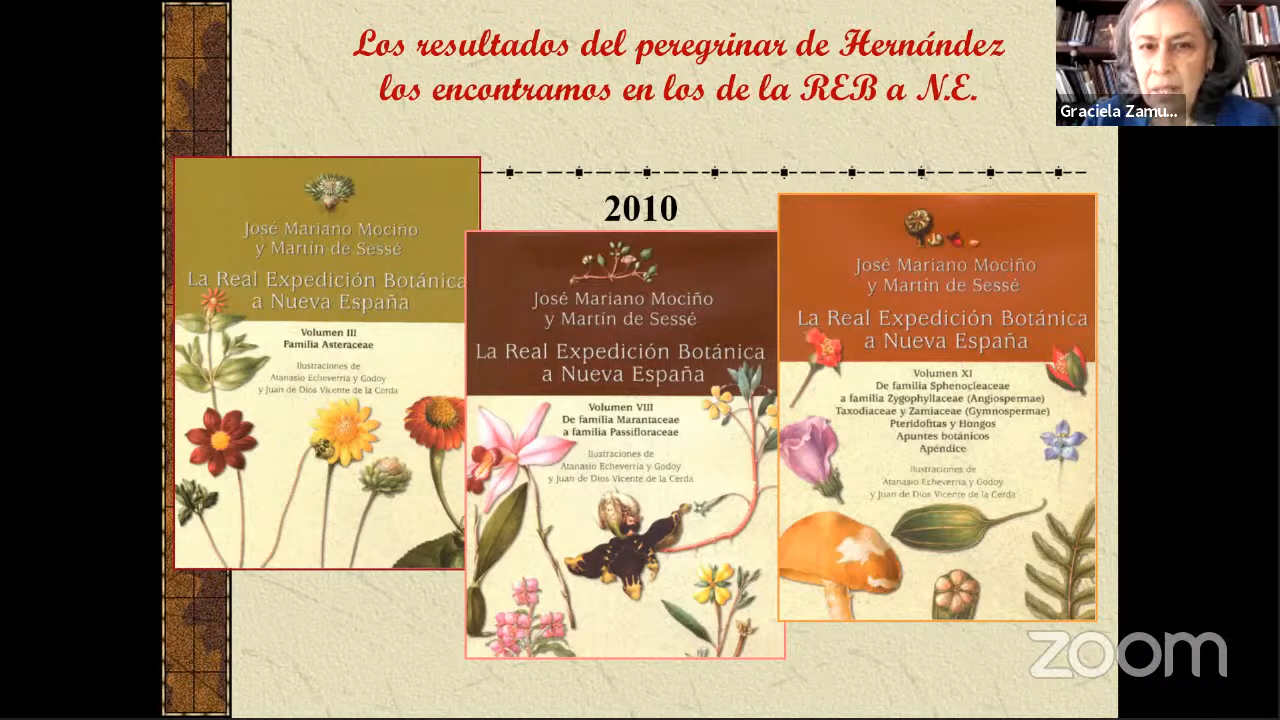 Los resultados del peregrinar de Hernández
los encontramos en los de la REB a N.E.
Graciela Zamu...
2010
José Mariano Mociño
y Martín de Sessé
La Real Expedición Botánica
a Nueva España
Volumen III
Familia Asteraceae
Ilustraciones de
Atanasio Echeverría y Godoy
y Juan de Dios Vicente de la Cerda
José Mariano Mociño
y Martín de Sessé
La Real Expedición Botánica
a Nueva España
Volumen VIII
De familia Marantaceae
a familia Passifloraceae
Ilustraciones de
Atanasio Echeverría y Godoy
y Juan de Dios Vicente de la Cerda
José Mariano Mociño
y Martín de Sessé
La Real Expedición Botánica
a Nueva España
Volumen XI
De familia Sphenocleaceae
a familia Zygophyllaceae (Angiospermae)
Taxodiaceae y Zamiaceae (Gymnospermae)
Pteridofitas y Hongos
Apuntes botánicos
Apéndice
Ilustraciones de
Atanasio Echeverría y Godoy
y Juan de Dios Vicente de la Cerda
zoom